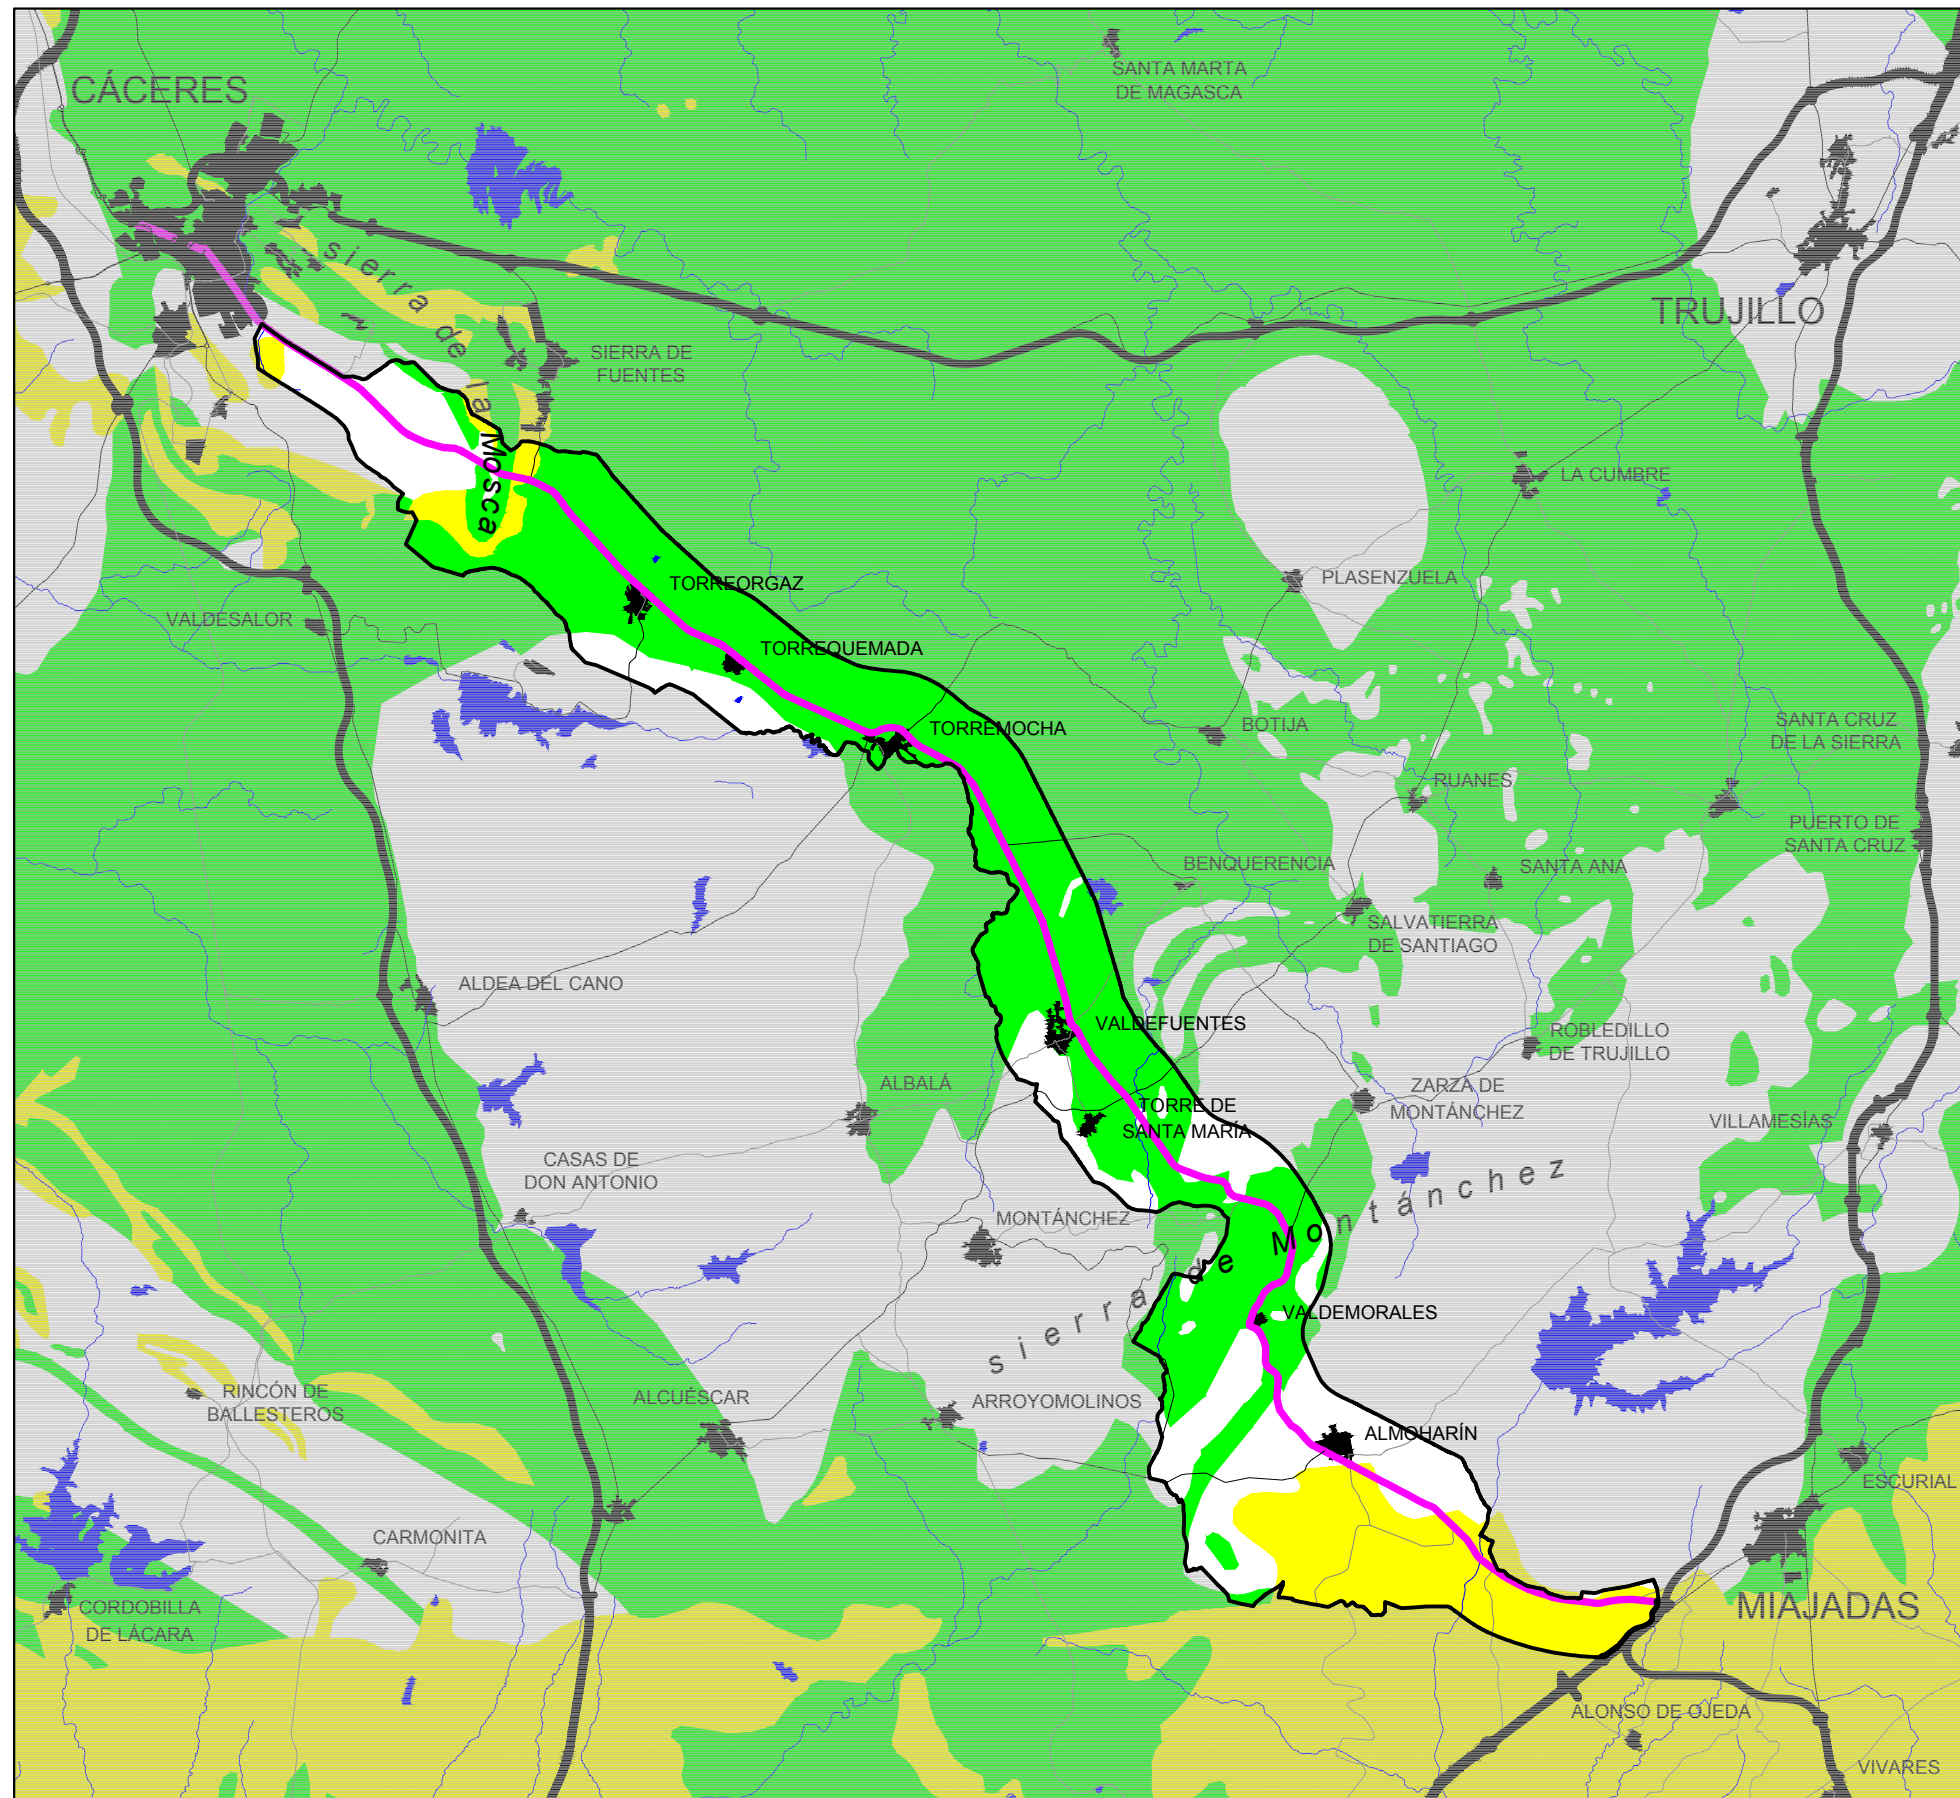 SANTA MARTA
DE MAGASCA
CÁCERES
sierra de la Mosca
TRUJILLO
SIERRA DE
FUENTES
LA CUMBRE
TORREORGAZ
PLASENZUELA
VALDESALOR
TORREQUEMADA
TORREMOCHA
BOTIJA
SANTA CRUZ
DE LA SIERRA
RUANES
PUERTO DE
SANTA CRUZ
BENQUERENCIA
SANTA ANA
SALVATIERRA
DE SANTIAGO
ALDEA DEL CANO
VALDEFUENTES
ROBLEDILLO
DE TRUJILLO
ALBALÁ
ZARZA DE
MONTÁNCHEZ
TORRE DE
SANTA MARÍA
VILLAMESÍAS
CASAS DE
DON ANTONIO
MONTÁNCHEZ
sierra de Montánchez
VALDEMORALES
RINCÓN DE
BALLESTEROS
ALCUÉSCAR
ARROYOMOLINOS
ALMOHARÍN
ESCURIAL
CARMONITA
CORDOBILLA
DE LÁCARA
MIAJADAS
ALONSO DE OJEDA
VIVARES